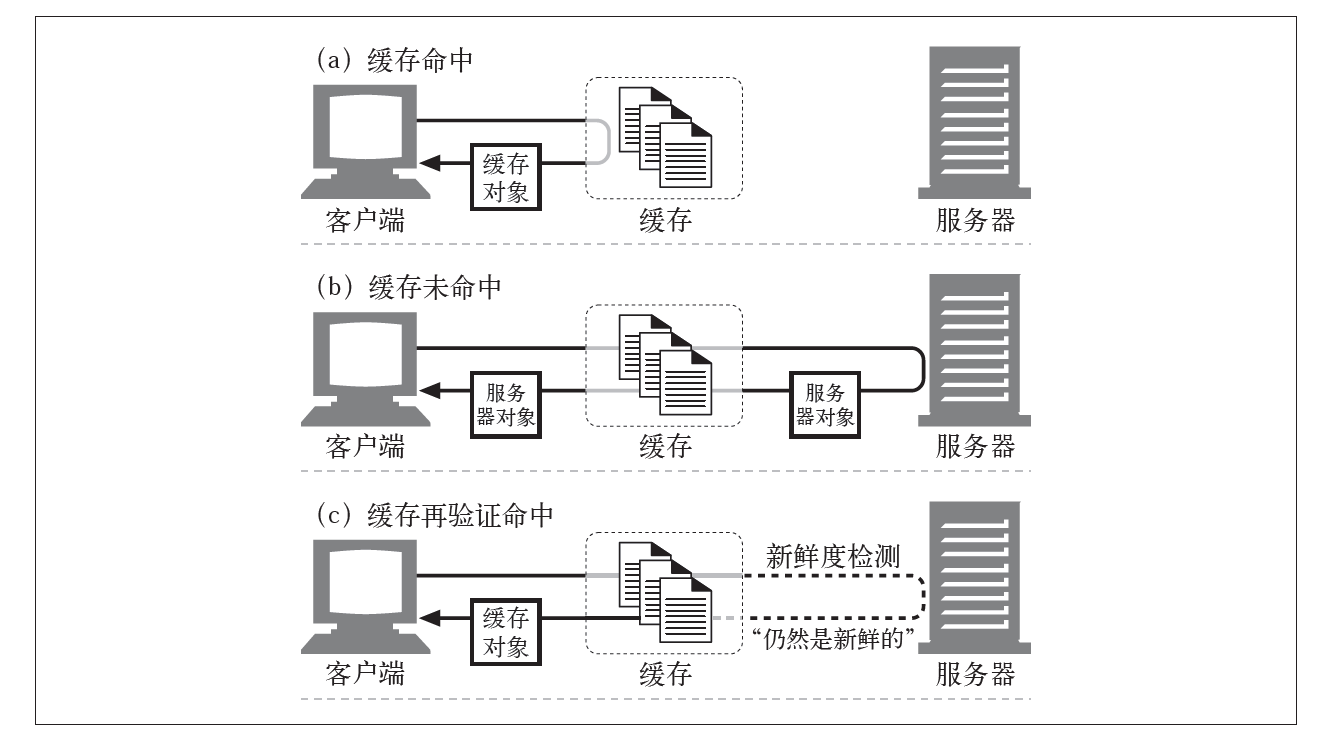 （a）缓存命中
缓存
对象
客户端
缓存
服务器
（b）缓存未命中
服务
器对象
服务
器对象
客户端
缓存
服务器
（c）缓存再验证命中
新鲜度检测
缓存
对象
“仍然是新鲜的”
客户端
缓存
服务器